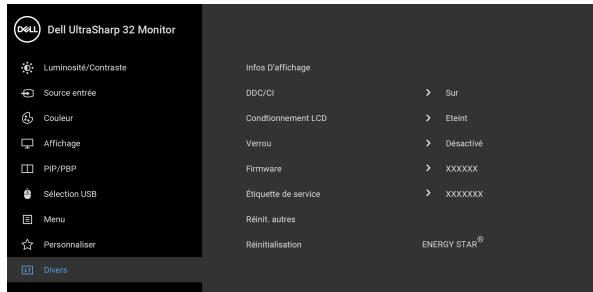 DELL
Dell UltraSharp 32 Monitor
Luminosité/Contraste
Infos D'affichage
Source entrée
DDC/CI
Sur
Couleur
Condtionnement LCD
Eteint
Affichage
Verrou
Désactivé
PIP/PBP
Firmware
XXXXXX
Sélection USB
Étiquette de service
XXXXXXX
Menu
Réinit. autres
Personnaliser
Réinitialisation
ENERGY STAR®
Divers